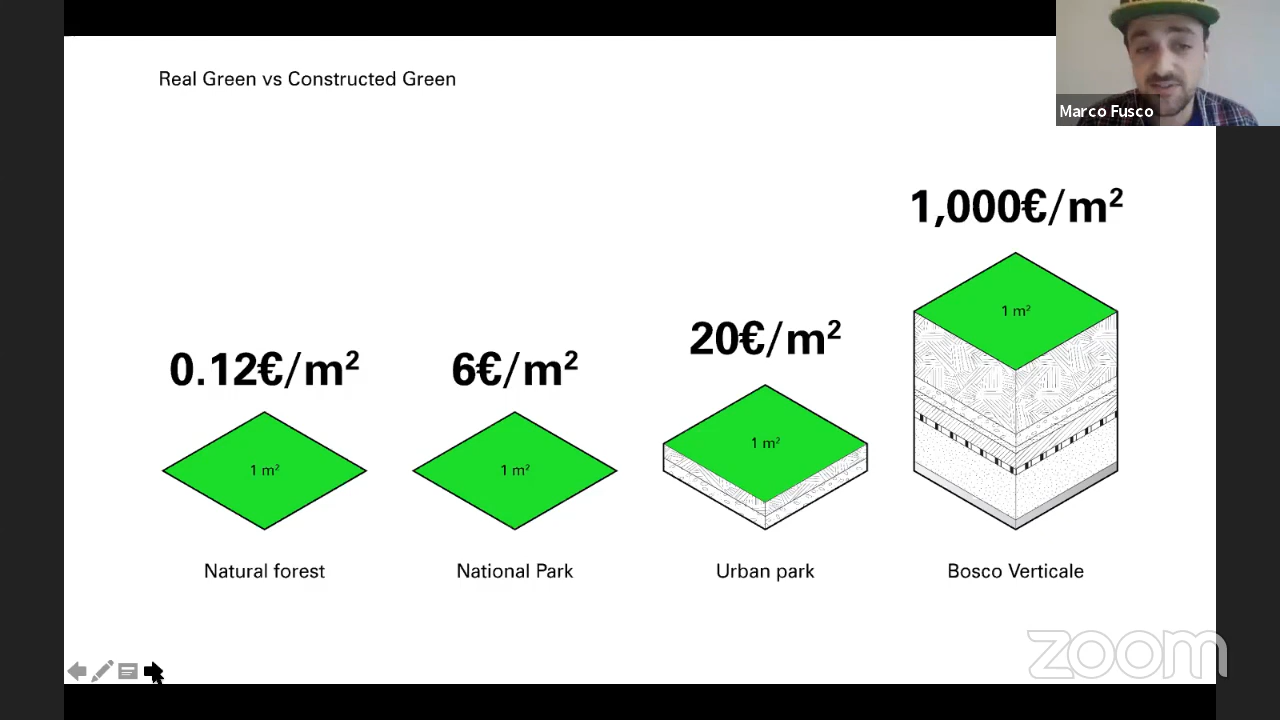 Real Green vs Constructed Green
Marco Fusco
1,000€/m²
20€/m²
0.12€/m²
6€/m²
1 m²
1 m²
1 m²
1 m²
Natural forest
National Park
Urban park
Bosco Verticale
zoom